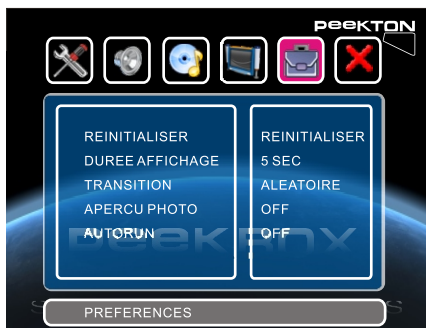 PEEKTON
REINITIALISER REINITIALISER
DUREE AFFICHAGE 5 SEC
TRANSITION ALEATOIRE
APERCU PHOTO OFF
AUTORUN OFF
PREFERENCES